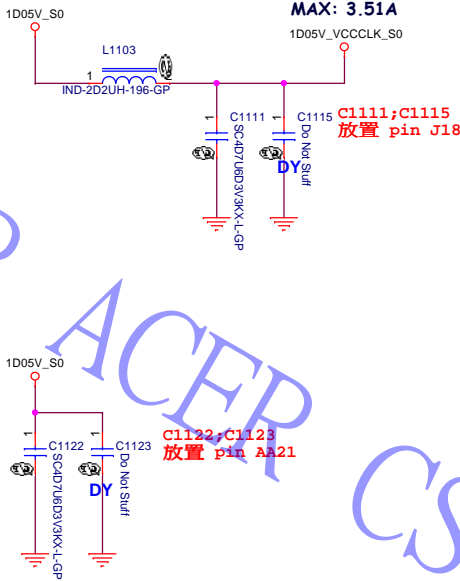 MAX: 3.51A
1D05V_S0
1D05V_VCCCLK_S0
L1103
1
IND-2D2UH-196-GP
1
C1111
SC4D7U6D3V3KX-L-GP
1
C1115
Do Not Stuff
DY
C1111;C1115
放置 pin J18
ACER
CS
1D05V_S0
1
C1122
SC4D7U6D3V3KX-L-GP
1
C1123
Do Not Stuff
DY
C1122;C1123
放置 pin AA21